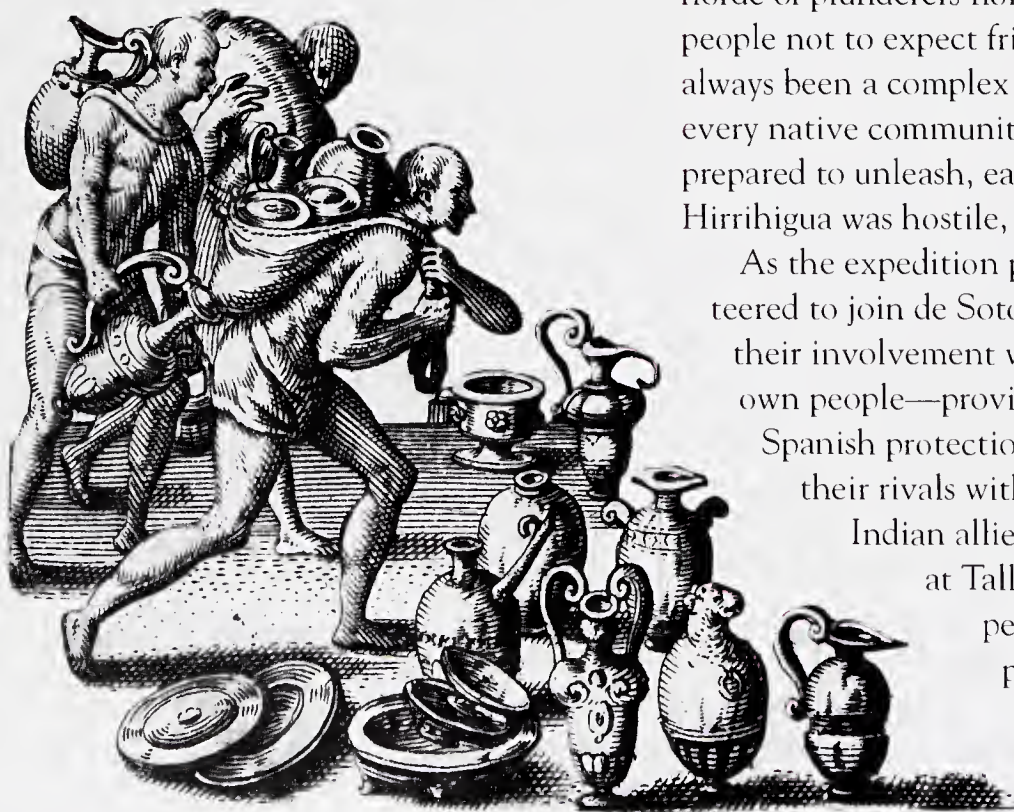 people not to expect fri
always been a complex
every native communit
prepared to unleash, ea
Hirrihigua was hostile,
As the expedition p
teered to join de Soto
their involvement w
own people—provi
Spanish protection
their rivals with
Indian allie
at Tall
pe
p